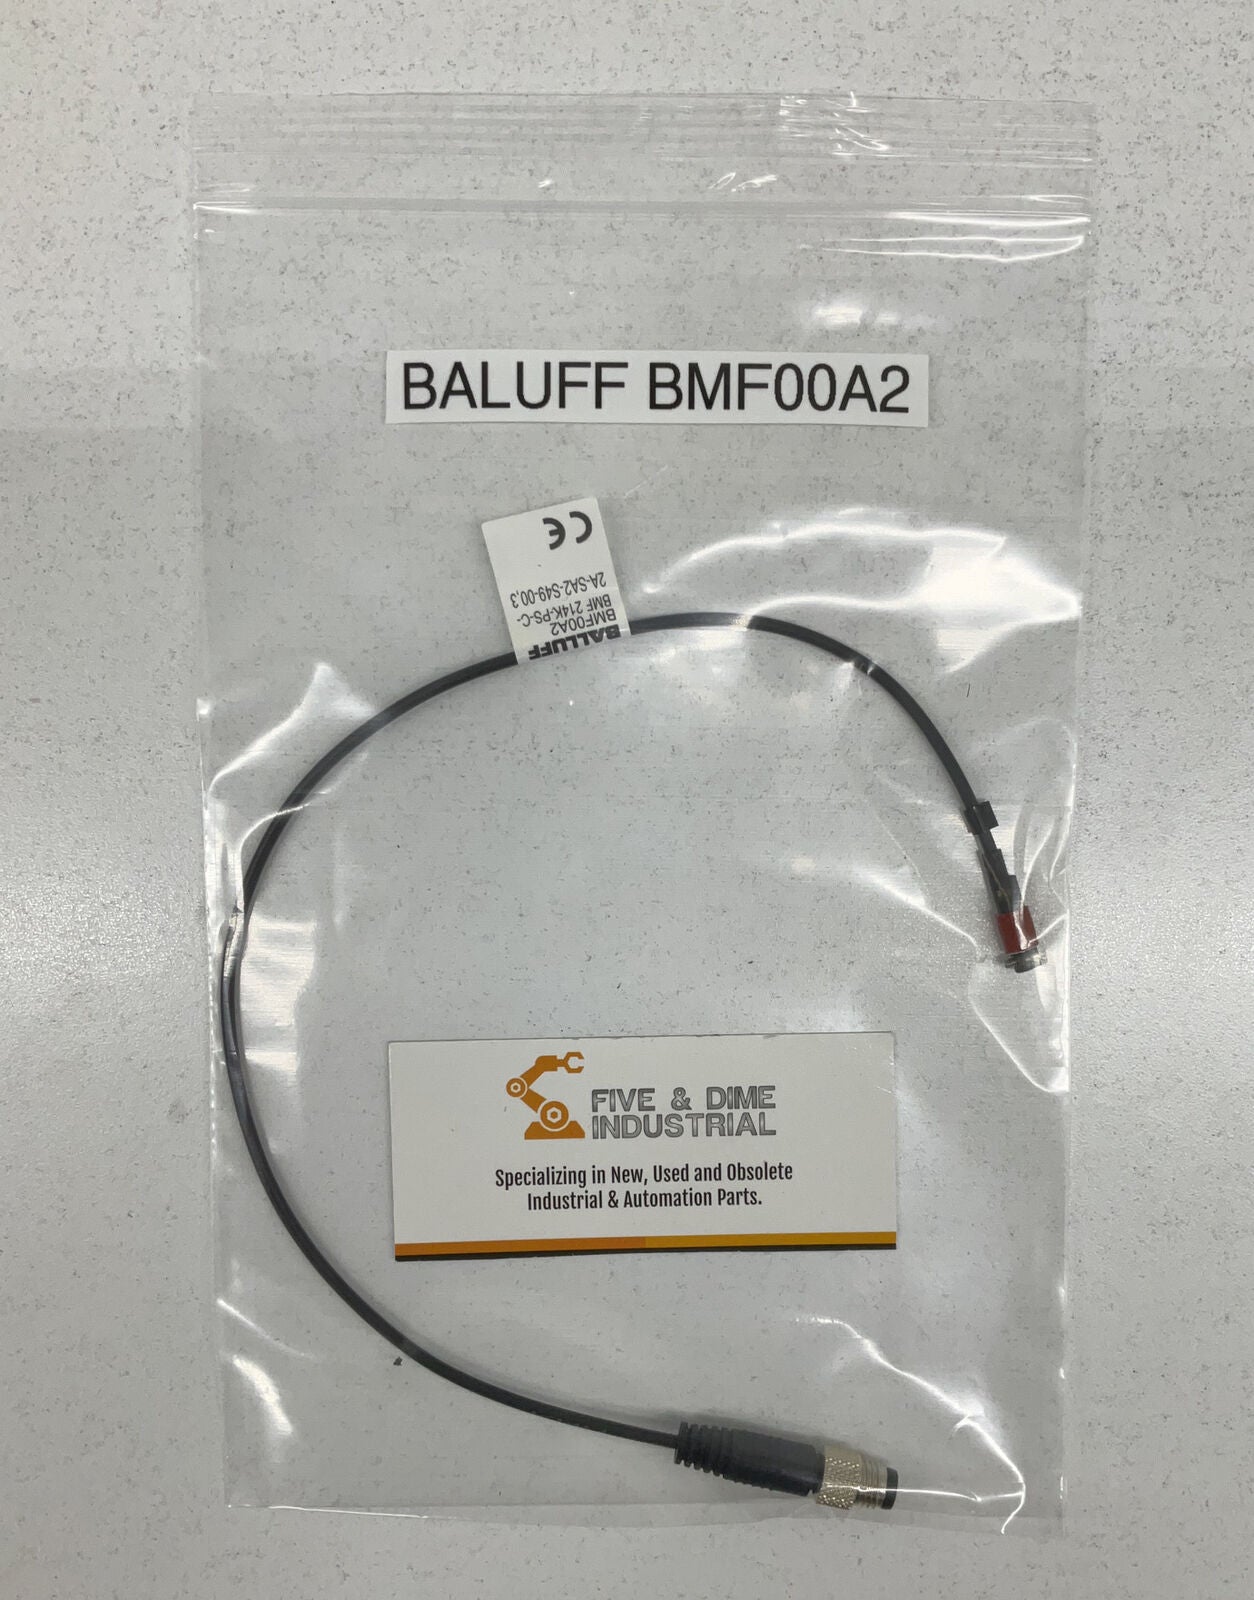 BALUFF BMF00A2
CE
BALLUFF
BMF00A2
BMF 214K-PS-C-
2A-SA2-S49-00,3
FIVE & DIME
INDUSTRIAL
Specializing in New, Used and Obsolete
Industrial & Automation Parts.